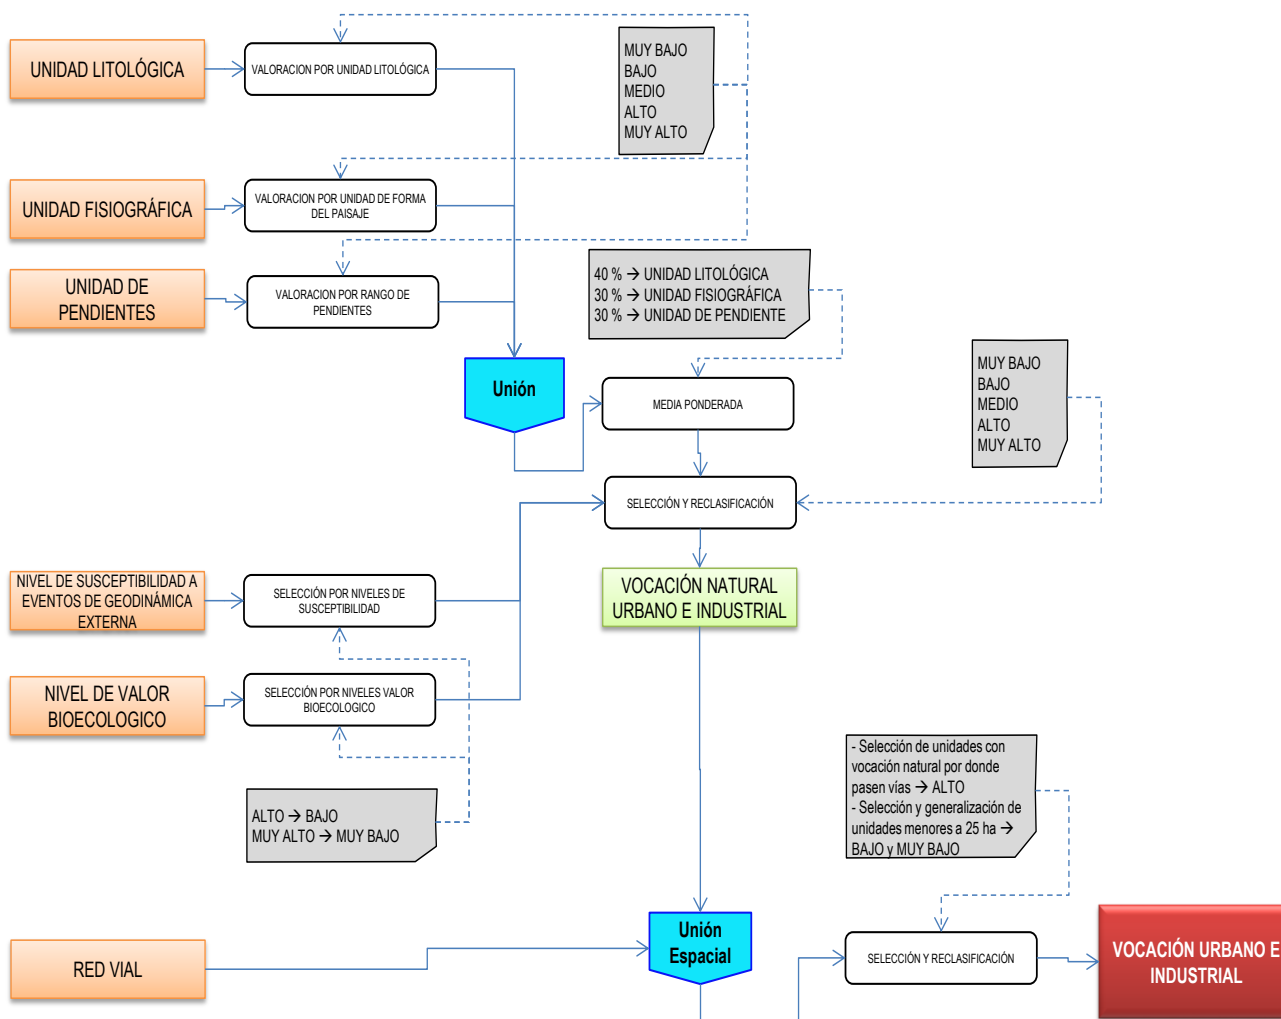 UNIDAD LITOLÓGICA
VALORACION POR UNIDAD LITOLÓGICA
MUY BAJO
BAJO
MEDIO
ALTO
MUY ALTO
UNIDAD FISIOGRÁFICA
VALORACION POR UNIDAD DE FORMA
DEL PAISAJE
UNIDAD DE
PENDIENTES
VALORACION POR RANGO DE
PENDIENTES
40 % → UNIDAD LITOLÓGICA
30 % → UNIDAD FISIOGRÁFICA
30 % → UNIDAD DE PENDIENTE
Unión
MEDIA PONDERADA
MUY BAJO
BAJO
MEDIO
ALTO
MUY ALTO
SELECCIÓN Y RECLASIFICACIÓN
NIVEL DE SUSCEPTIBILIDAD A
EVENTOS DE GEODINÁMICA
EXTERNA
SELECCIÓN POR NIVELES DE
SUSCEPTIBILIDAD
VOCACIÓN NATURAL
URBANO E INDUSTRIAL
NIVEL DE VALOR
BIOECOLOGICO
SELECCIÓN POR NIVELES VALOR
BIOECOLOGICO
ALTO → BAJO
MUY ALTO → MUY BAJO
- Selección de unidades con
vocación natural por donde
pasen vías → ALTO
- Selección y generalización de
unidades menores a 25 ha →
BAJO y MUY BAJO
RED VIAL
Unión
Espacial
SELECCIÓN Y RECLASIFICACIÓN
VOCACIÓN URBANO E
INDUSTRIAL